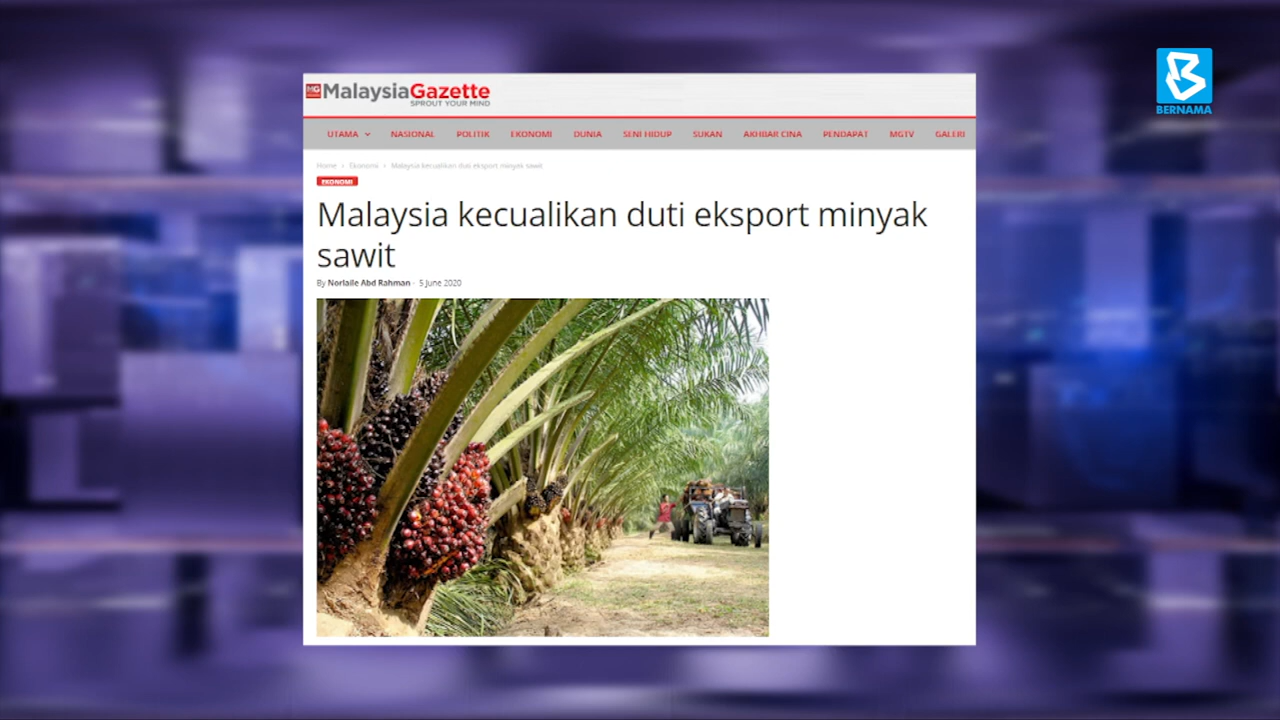 BERNAMA
MG MalaysiaGazette
SPROUT YOUR MIND
UTAMA NASIONAL POLITIK EKONOMI DUNIA SENI HIDUP SUKAN AKHBAR CINA PENDAPAT MGTV GALERI
Home › Ekonomi › Malaysia kecualikan duti eksport minyak sawit
EKONOMI
Malaysia kecualikan duti eksport minyak
sawit
By Norlaile Abd Rahman - 5 June 2020